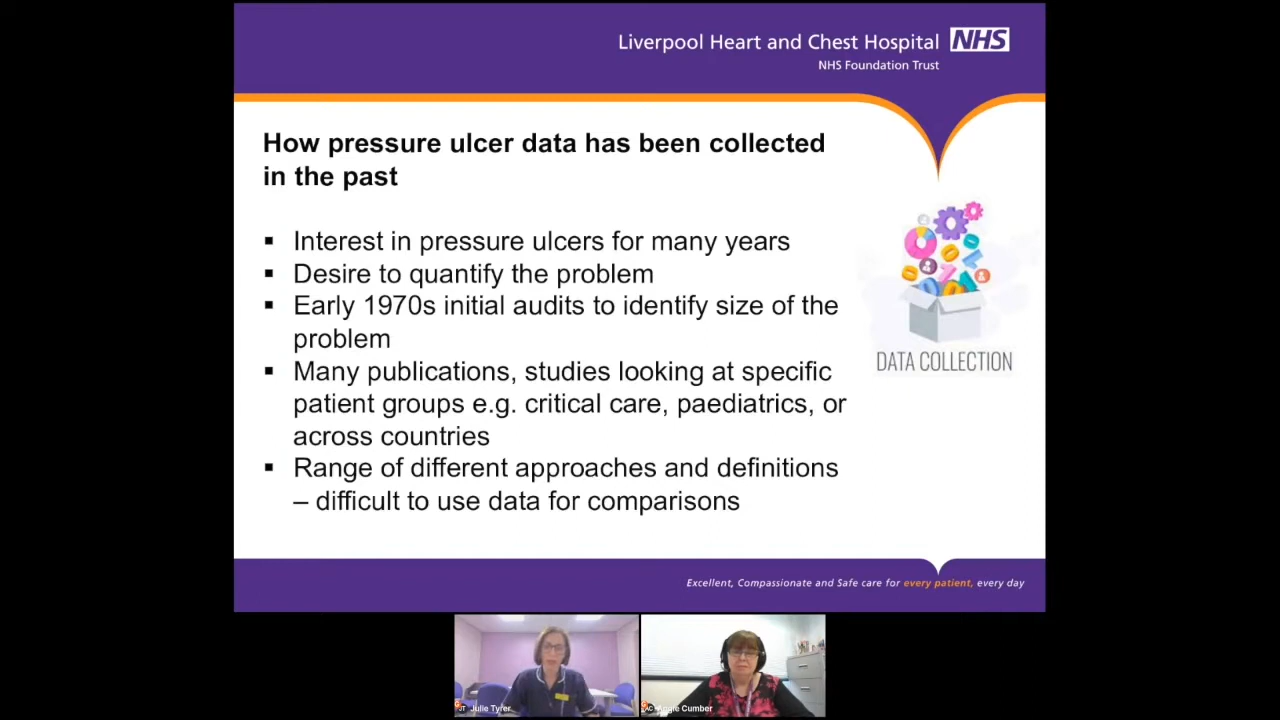 Liverpool Heart and Chest Hospital NHS
NHS Foundation Trust
How pressure ulcer data has been collected
in the past
▪ Interest in pressure ulcers for many years
▪ Desire to quantify the problem
▪ Early 1970s initial audits to identify size of the
problem
▪ Many publications, studies looking at specific
patient groups e.g. critical care, paediatrics, or
across countries
▪ Range of different approaches and definitions
– difficult to use data for comparisons
DATA COLLECTION
Excellent, Compassionate and Safe care for every patient, every day
JT Julie Tyrer
AC Angie Cumber